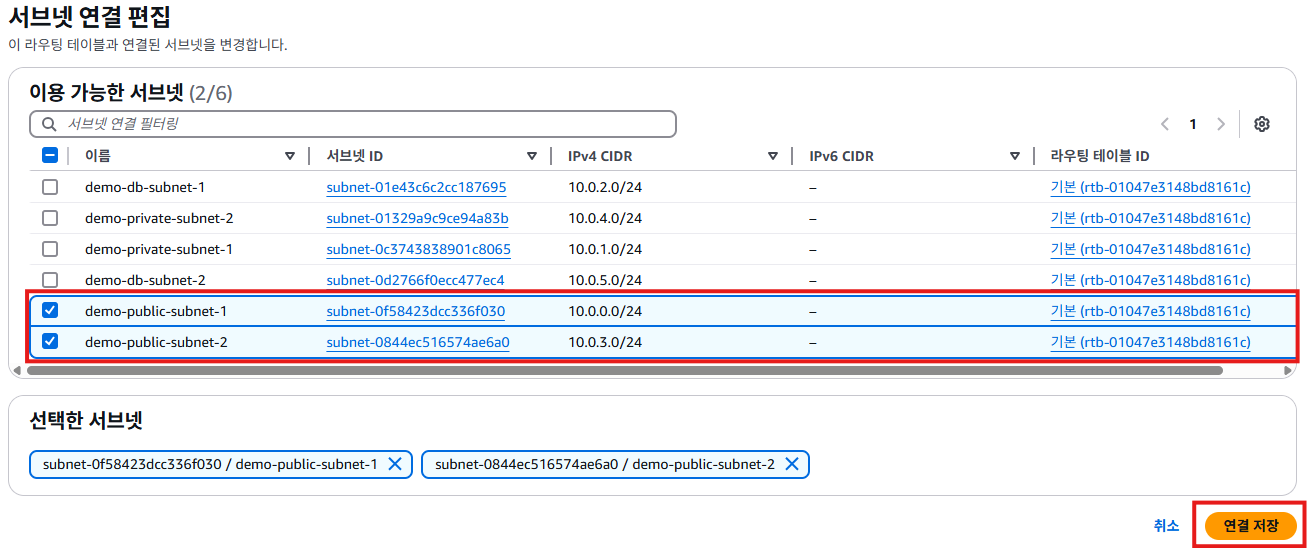 서브넷 연결 편집
이 라우팅 테이블과 연결된 서브넷을 변경합니다.
이용 가능한 서브넷 (2/6)
서브넷 연결 필터링
1
이름 서브넷 ID IPv4 CIDR IPv6 CIDR 라우팅 테이블 ID
demo-db-subnet-1 subnet-01e43c6c2cc187695 10.0.2.0/24 – 기본 (rtb-01047e3148bd8161c)
demo-private-subnet-2 subnet-01329a9c9ce94a83b 10.0.4.0/24 – 기본 (rtb-01047e3148bd8161c)
demo-private-subnet-1 subnet-0c3743838901c8065 10.0.1.0/24 – 기본 (rtb-01047e3148bd8161c)
demo-db-subnet-2 subnet-0d2766f0ecc477ec4 10.0.5.0/24 – 기본 (rtb-01047e3148bd8161c)
demo-public-subnet-1 subnet-0f58423dcc336f030 10.0.0.0/24 – 기본 (rtb-01047e3148bd8161c)
demo-public-subnet-2 subnet-0844ec516574ae6a0 10.0.3.0/24 – 기본 (rtb-01047e3148bd8161c)
선택한 서브넷
subnet-0f58423dcc336f030 / demo-public-subnet-1 subnet-0844ec516574ae6a0 / demo-public-subnet-2
취소 연결 저장